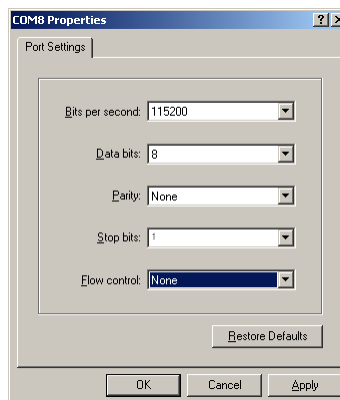 COM8 Properties
Port Settings
Bits per second: 115200
Data bits: 8
Parity: None
Stop bits: 1
Flow control: None
Restore Defaults
OK Cancel Apply